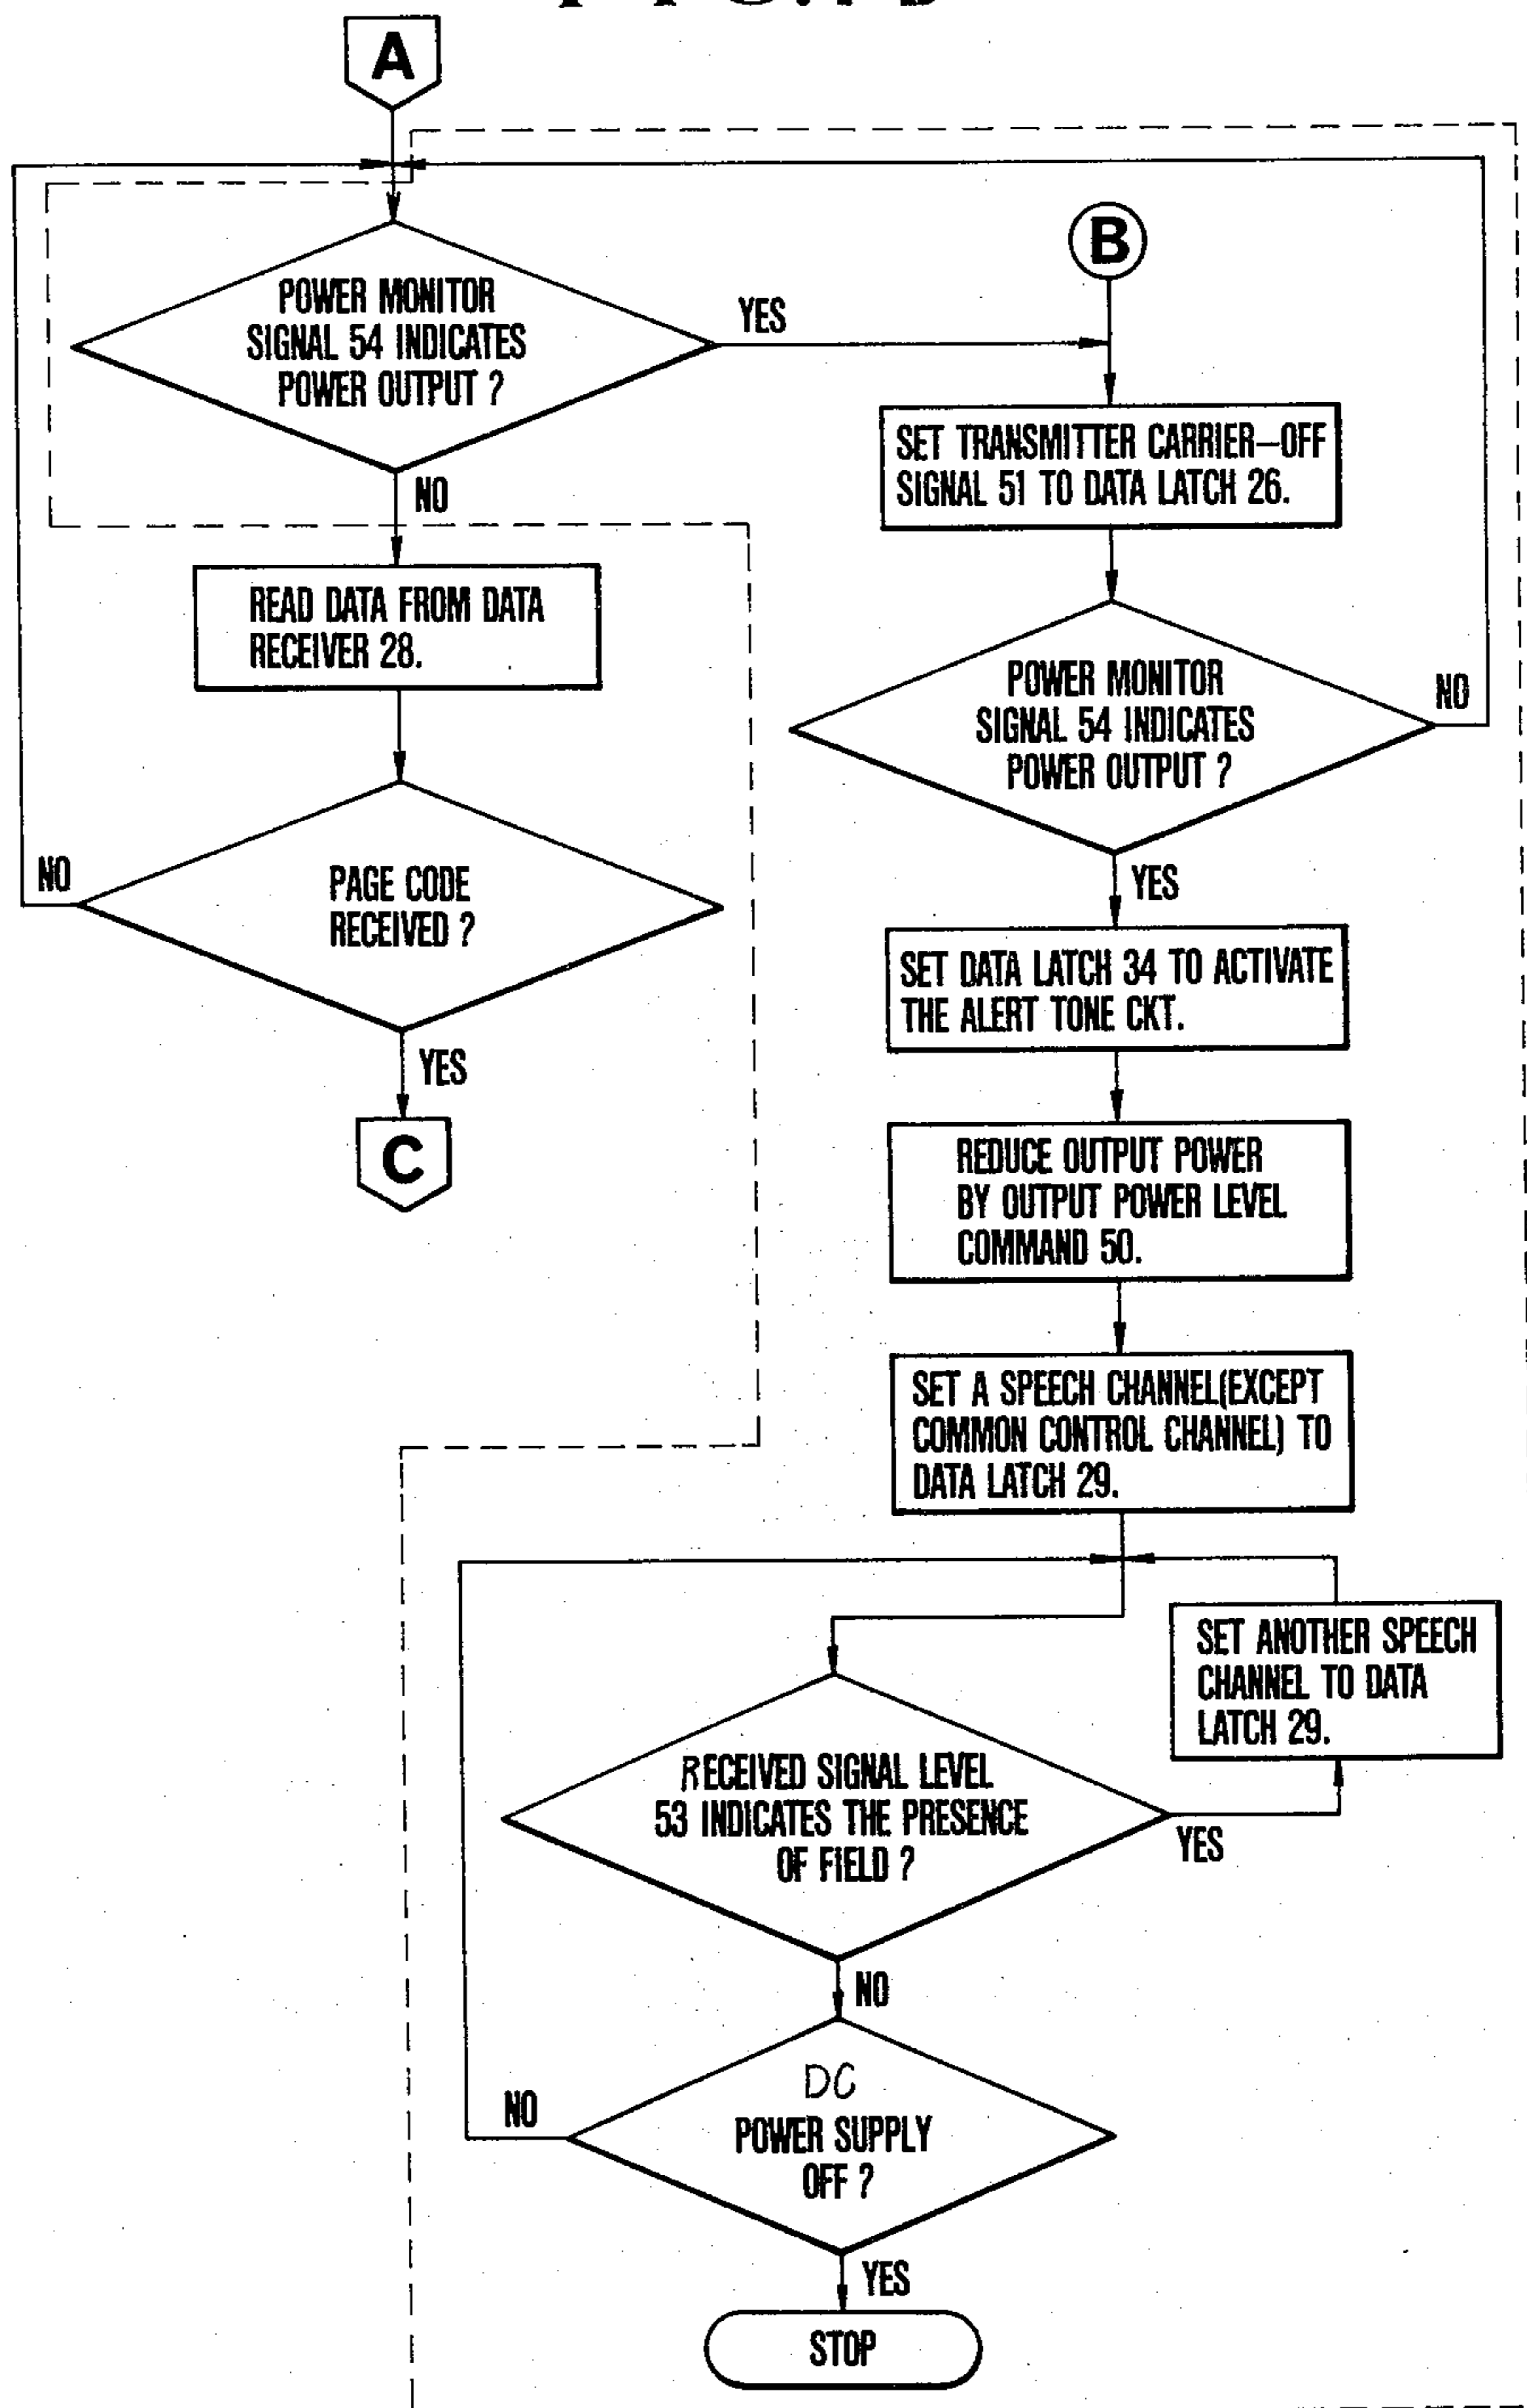 A
B
POWER MONITOR
SIGNAL 54 INDICATES
POWER OUTPUT ?
YES
NO
SET TRANSMITTER CARRIER–OFF
SIGNAL 51 TO DATA LATCH 26.
READ DATA FROM DATA
RECEIVER 28.
POWER MONITOR
SIGNAL 54 INDICATES
POWER OUTPUT ?
NO
YES
PAGE CODE
RECEIVED ?
NO
YES
C
SET DATA LATCH 34 TO ACTIVATE
THE ALERT TONE CKT.
REDUCE OUTPUT POWER
BY OUTPUT POWER LEVEL
COMMAND 50.
SET A SPEECH CHANNEL(EXCEPT
COMMON CONTROL CHANNEL) TO
DATA LATCH 29.
SET ANOTHER SPEECH
CHANNEL TO DATA
LATCH 29.
RECEIVED SIGNAL LEVEL
53 INDICATES THE PRESENCE
OF FIELD ?
YES
NO
DC
POWER SUPPLY
OFF ?
NO
YES
STOP